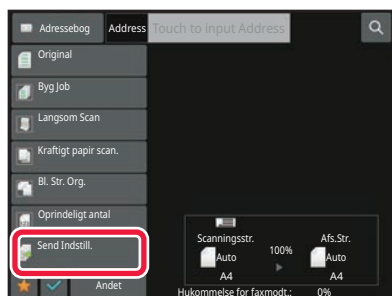 Adressebog
Address
Touch to input Address
Original
Byg Job
Langsom Scan
Kraftigt papir scan.
Bl. Str. Org.
Oprindeligt antal
Send Indstill.
Andet
Scanningsstr.
100%
Afs.Str.
Auto
Auto
A4
A4
Hukommelse for faxmodt.: 0%